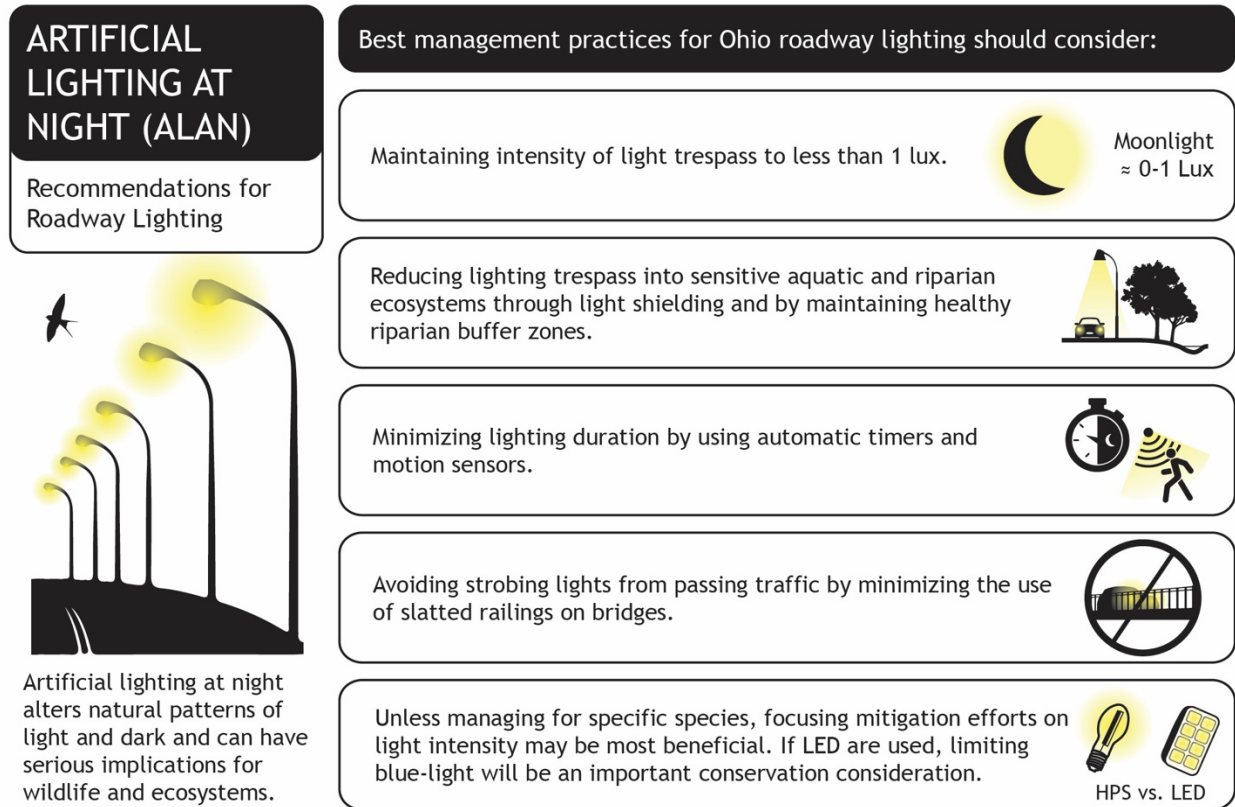 ARTIFICIAL
LIGHTING AT
NIGHT (ALAN)
Recommendations for
Roadway Lighting
Artificial lighting at night
alters natural patterns of
light and dark and can have
serious implications for
wildlife and ecosystems.
Best management practices for Ohio roadway lighting should consider:
Maintaining intensity of light trespass to less than 1 lux.
Moonlight
≈ 0-1 Lux
Reducing lighting trespass into sensitive aquatic and riparian
ecosystems through light shielding and by maintaining healthy
riparian buffer zones.
Minimizing lighting duration by using automatic timers and
motion sensors.
Avoiding strobing lights from passing traffic by minimizing the use
of slatted railings on bridges.
Unless managing for specific species, focusing mitigation efforts on
light intensity may be most beneficial. If LED are used, limiting
blue-light will be an important conservation consideration.
HPS vs. LED